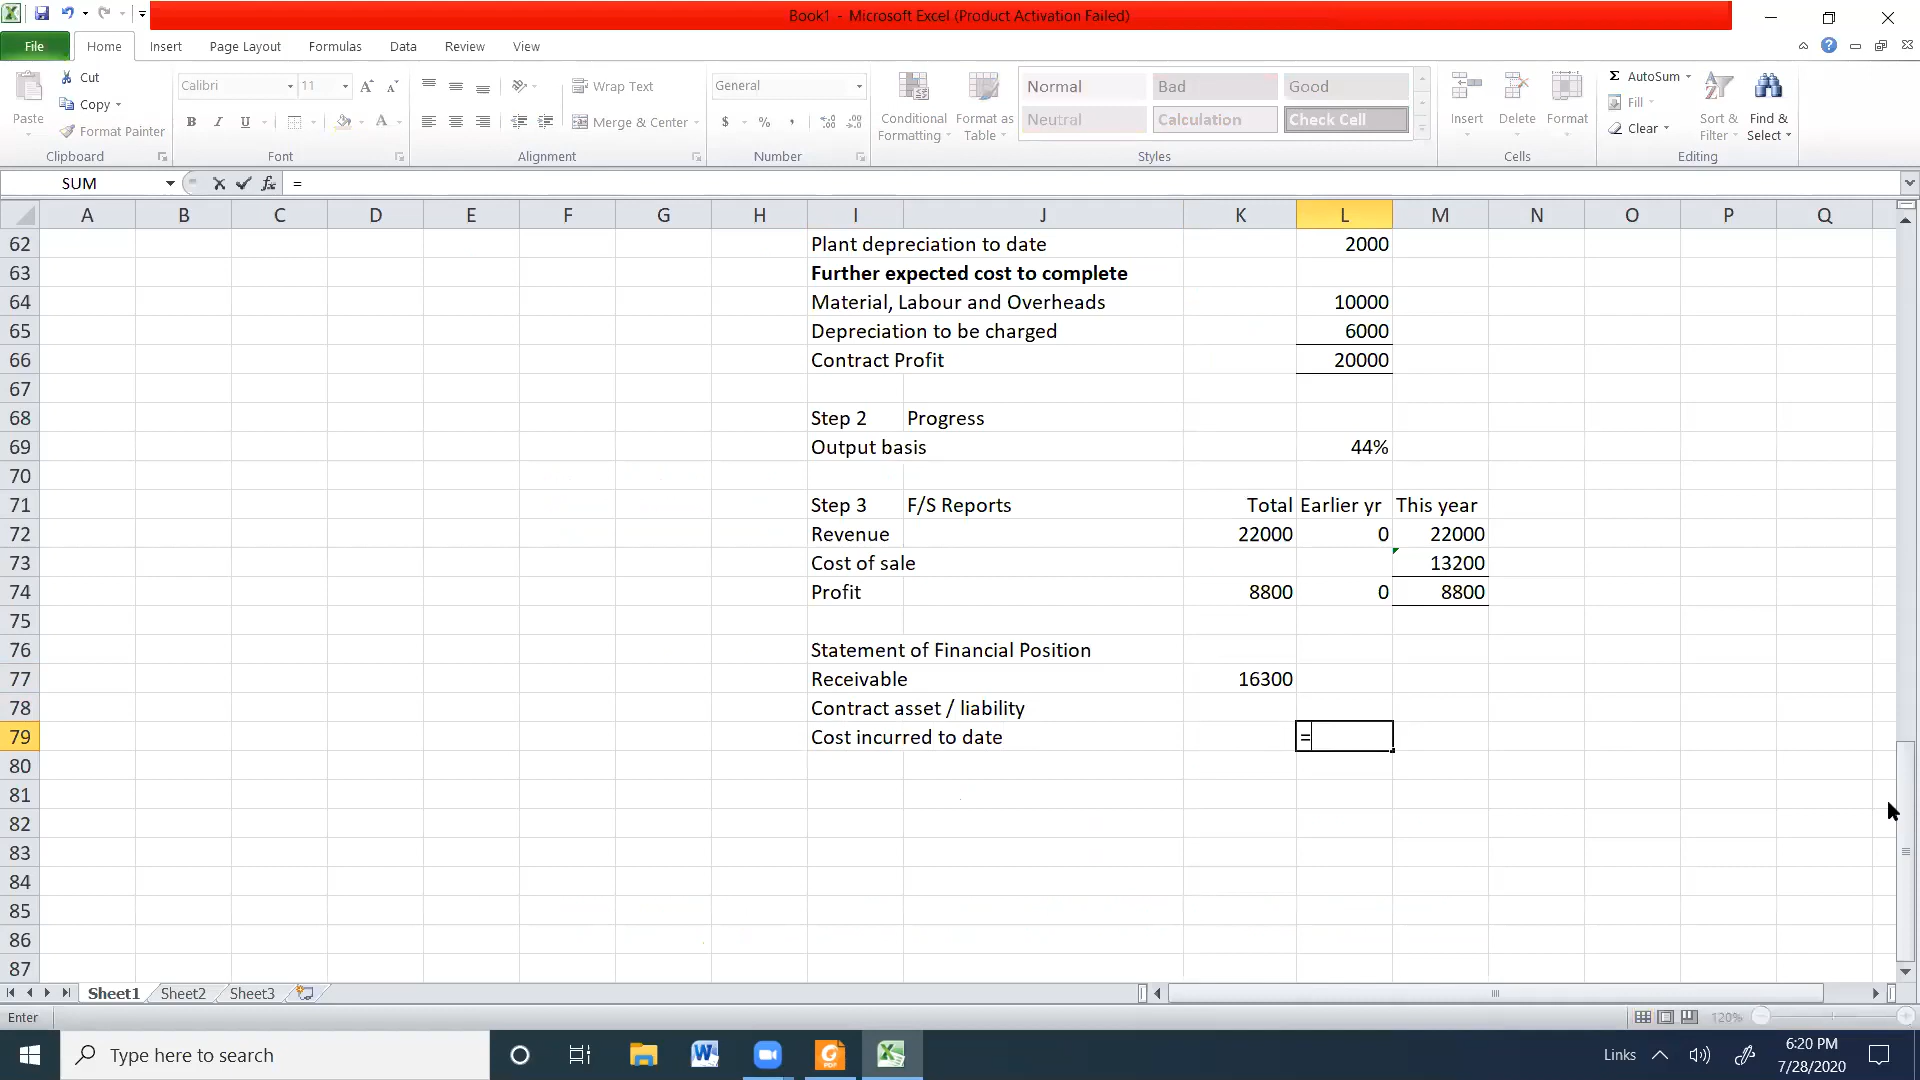 Book1 - Microsoft Excel (Product Activation Failed)
File Home Insert Page Layout Formulas Data Review View
Paste Cut Copy Format Painter Clipboard
Calibri 11 A A B I U A Font
Wrap Text Merge & Center Alignment
General $ % , .0 .00 .00 .0 Number
Conditional Formatting Format as Table
Normal Bad Good
Neutral Calculation Check Cell
Styles
Insert Delete Format Cells
Σ AutoSum Fill Clear Sort & Filter Find & Select Editing
SUM fx =
A B C D E F G H I J K L M N O P Q
62 Plant depreciation to date 2000
63 Further expected cost to complete
64 Material, Labour and Overheads 10000
65 Depreciation to be charged 6000
66 Contract Profit 20000
67
68 Step 2 Progress
69 Output basis 44%
70
71 Step 3 F/S Reports Total Earlier yr This year
72 Revenue 22000 0 22000
73 Cost of sale 13200
74 Profit 8800 0 8800
75
76 Statement of Financial Position
77 Receivable 16300
78 Contract asset / liability
79 Cost incurred to date =
80
81
82
83
84
85
86
87
Sheet1 Sheet2 Sheet3
Enter 120%
Type here to search
Links 6:20 PM
7/28/2020